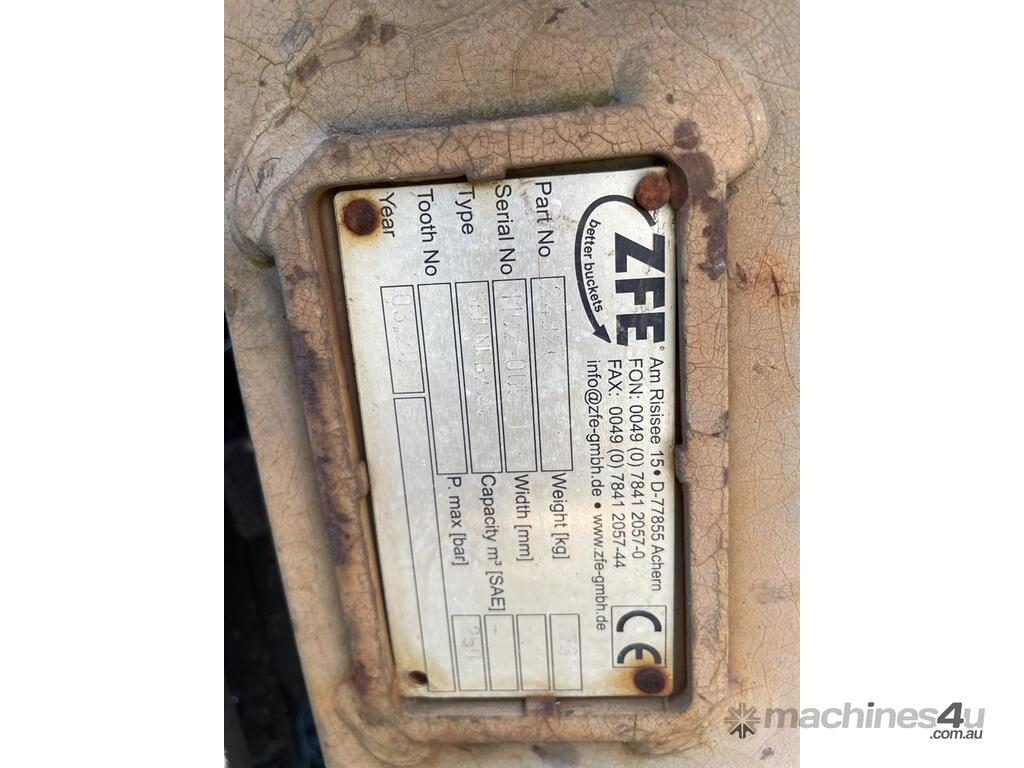 ZFE®
better buckets
Am Risisee 15 • D-77855 Achern
FON: 0049 (0) 7841 2057-0
FAX: 0049 (0) 7841 2057-44
info@zfe-gmbh.de • www.zfe-gmbh.de
CE
Part No
Weight [kg]
Serial No
Width [mm]
Type
Capacity m³ [SAE] -
Tooth No
P. max [bar] 250
Year
machines4u
.com.au